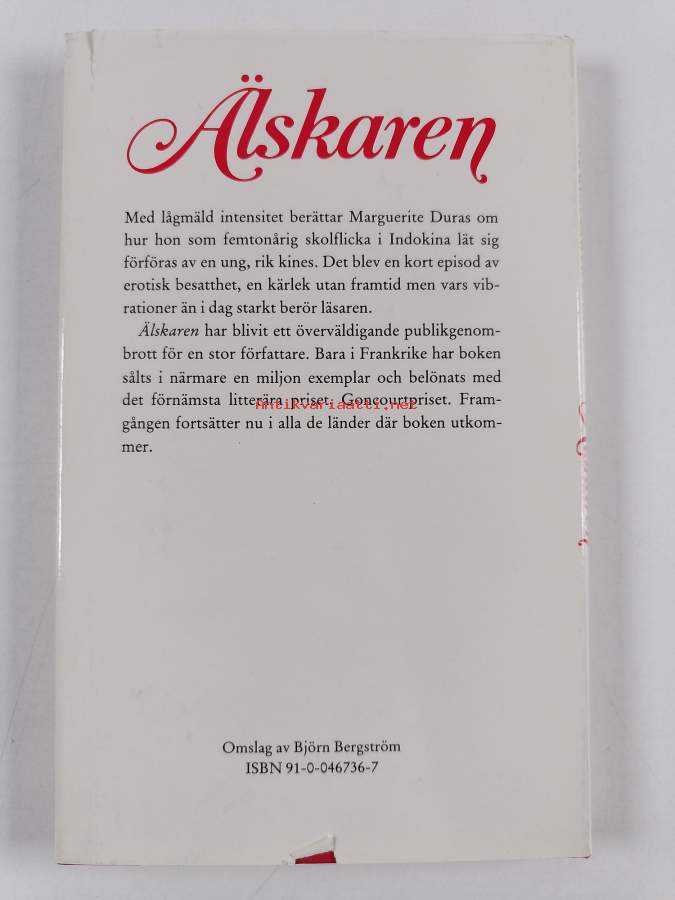 Älskaren
Med lågmäld intensitet berättar Marguerite Duras om
hur hon som femtonårig skolflicka i Indokina lät sig
förföras av en ung, rik kines. Det blev en kort episod av
erotisk besatthet, en kärlek utan framtid men vars vib-
rationer än i dag starkt berör läsaren.
Älskaren har blivit ett överväldigande publikgenom-
brott för en stor författare. Bara i Frankrike har boken
sålts i närmare en miljon exemplar och belönats med
det förnämsta litterära priset, Goncourtpriset. Fram-
Antikvariaatti.net
gången fortsätter nu i alla de länder där boken utkom-
mer.
Omslag av Björn Bergström
ISBN 91-0-046736-7